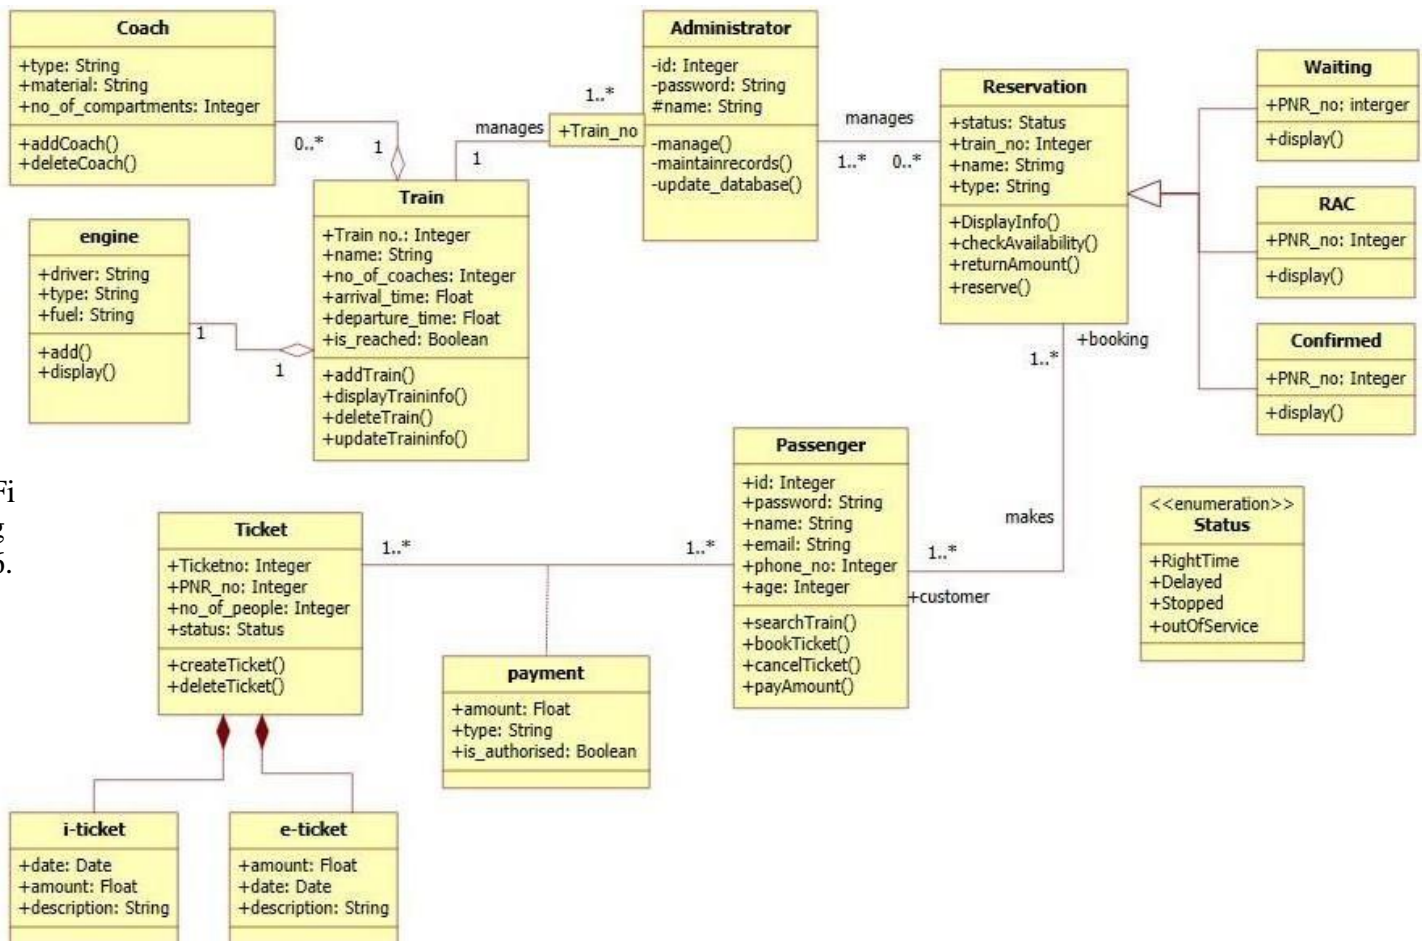 Coach
+type: String
+material: String
+no_of_compartments: Integer
+addCoach()
+deleteCoach()
0..*
1
manages
1
1..*
+Train_no
Administrator
-id: Integer
-password: String
#name: String
-manage()
-maintainrecords()
-update_database()
manages
1..*
0..*
Reservation
+status: Status
+train_no: Integer
+name: Strimg
+type: String
+DisplayInfo()
+checkAvailability()
+returnAmount()
+reserve()
Waiting
+PNR_no: interger
+display()
RAC
+PNR_no: Integer
+display()
Confirmed
+PNR_no: Integer
+display()
engine
+driver: String
+type: String
+fuel: String
+add()
+display()
1
1
Train
+Train no.: Integer
+name: String
+no_of_coaches: Integer
+arrival_time: Float
+departure_time: Float
+is_reached: Boolean
+addTrain()
+displayTraininfo()
+deleteTrain()
+updateTraininfo()
1..*
+booking
makes
1..*
+customer
Passenger
+id: Integer
+password: String
+name: String
+email: String
+phone_no: Integer
+age: Integer
+searchTrain()
+bookTicket()
+cancelTicket()
+payAmount()
<<enumeration>>
Status
+RightTime
+Delayed
+Stopped
+outOfService
Ticket
+Ticketno: Integer
+PNR_no: Integer
+no_of_people: Integer
+status: Status
+createTicket()
+deleteTicket()
1..*
1..*
payment
+amount: Float
+type: String
+is_authorised: Boolean
i-ticket
+date: Date
+amount: Float
+description: String
e-ticket
+amount: Float
+date: Date
+description: String